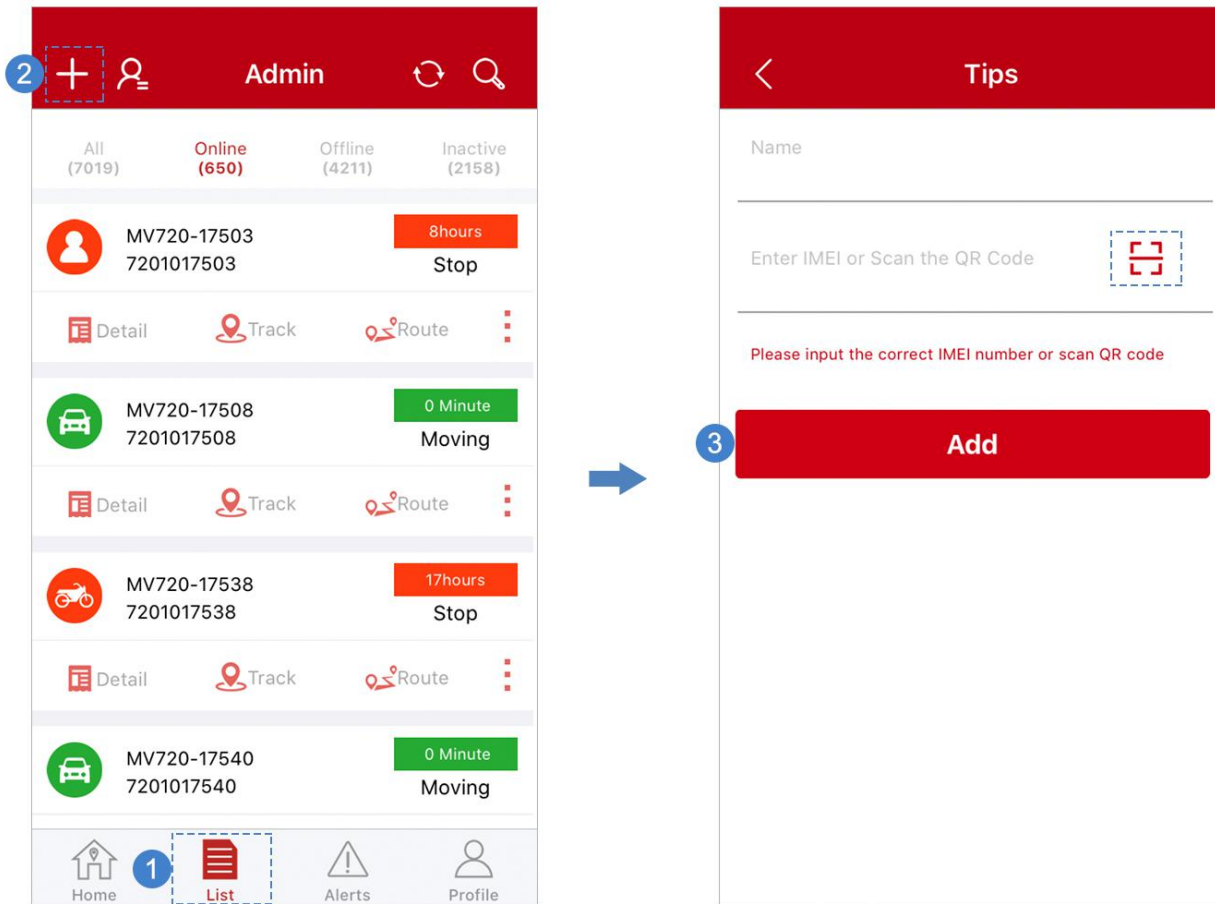 2
Admin
All
(7019)
Online
(650)
Offline
(4211)
Inactive
(2158)
MV720-17503
7201017503
8hours
Stop
Detail
Track
Route
MV720-17508
7201017508
0 Minute
Moving
Detail
Track
Route
MV720-17538
7201017538
17hours
Stop
Detail
Track
Route
MV720-17540
7201017540
0 Minute
Moving
Home
1
List
Alerts
Profile
Tips
Name
Enter IMEI or Scan the QR Code
Please input the correct IMEI number or scan QR code
3
Add